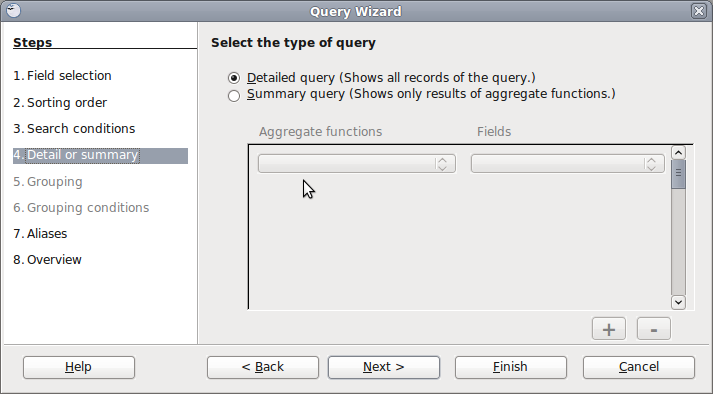 Query Wizard
Steps
1. Field selection
2. Sorting order
3. Search conditions
4. Detail or summary
5. Grouping
6. Grouping conditions
7. Aliases
8. Overview
Select the type of query
Detailed query (Shows all records of the query.)
Summary query (Shows only results of aggregate functions.)
Aggregate functions Fields
+ -
Help < Back Next > Finish Cancel